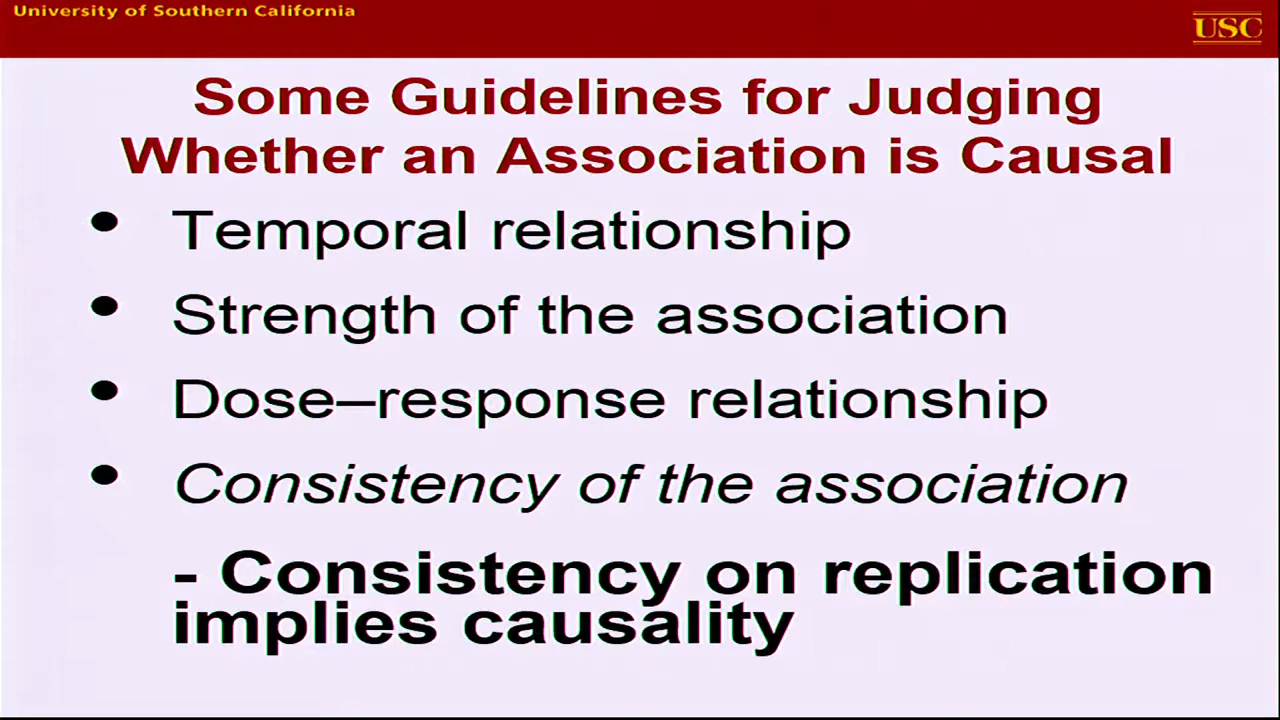 University of Southern California
USC
Some Guidelines for Judging
Whether an Association is Causal
• Temporal relationship
• Strength of the association
• Dose–response relationship
• Consistency of the association
- Consistency on replication
implies causality